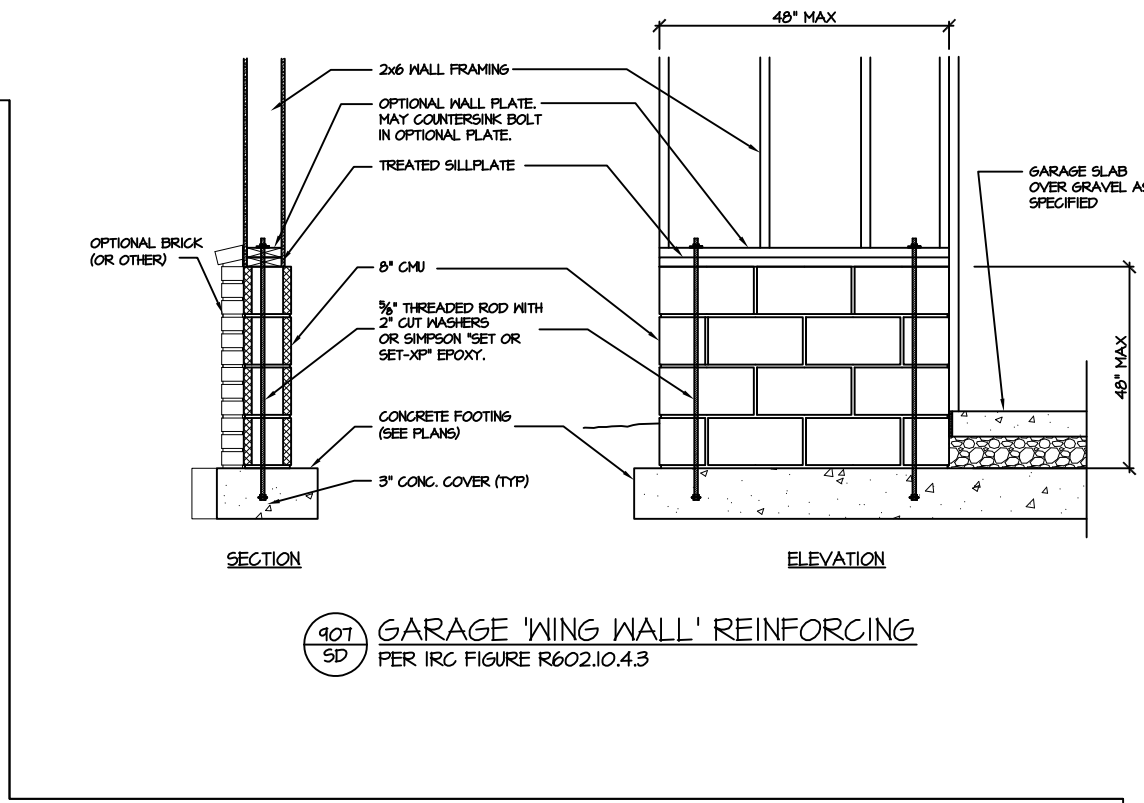 48" MAX
2x6 WALL FRAMING
OPTIONAL WALL PLATE.
MAY COUNTERSINK BOLT
IN OPTIONAL PLATE.
TREATED SILLPLATE
GARAGE SLAB
OVER GRAVEL AS
SPECIFIED
OPTIONAL BRICK
(OR OTHER)
8" CMU
5/8" THREADED ROD WITH
2" CUT WASHERS
OR SIMPSON "SET OR
SET-XP" EPOXY.
48" MAX
CONCRETE FOOTING
(SEE PLANS)
3" CONC. COVER (TYP)
SECTION
ELEVATION
907
SD
GARAGE 'WING WALL' REINFORCING
PER IRC FIGURE R602.10.4.3